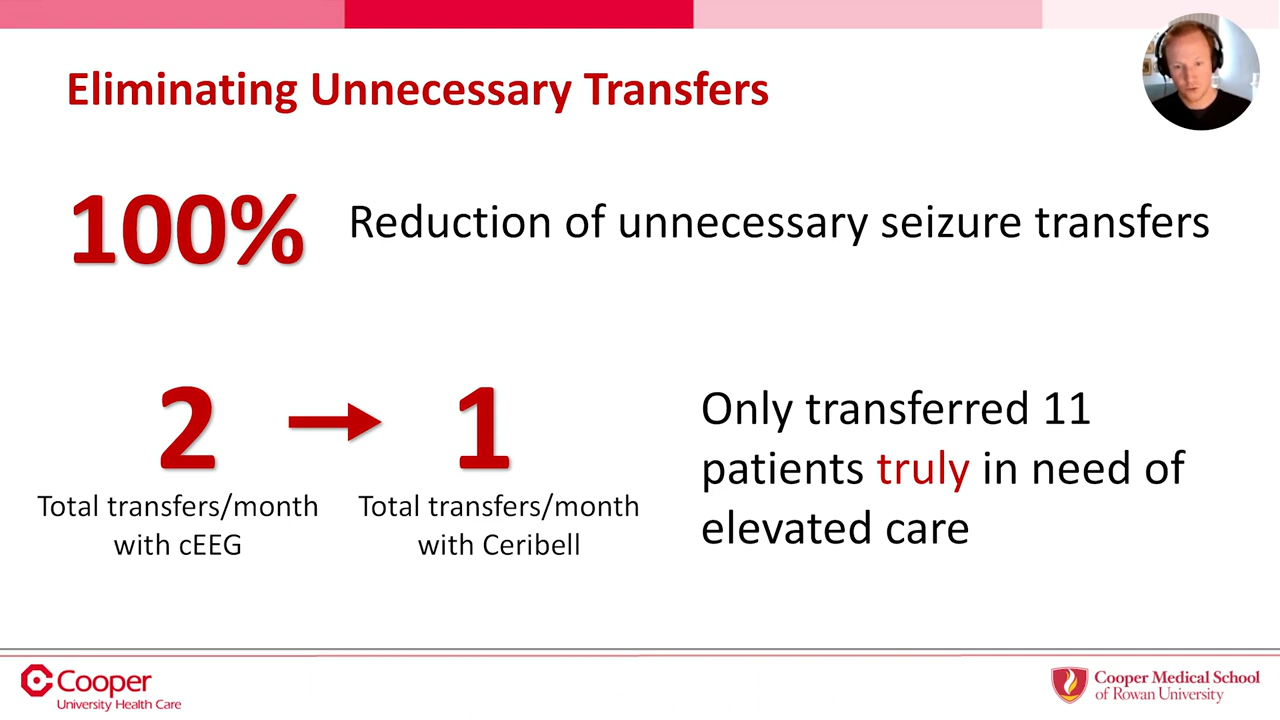 Eliminating Unnecessary Transfers
100%
Reduction of unnecessary seizure transfers
2
1
Total transfers/month
with cEEG
Total transfers/month
with Ceribell
Only transferred 11
patients truly in need of
elevated care
Cooper
University Health Care
Cooper Medical School
of Rowan University